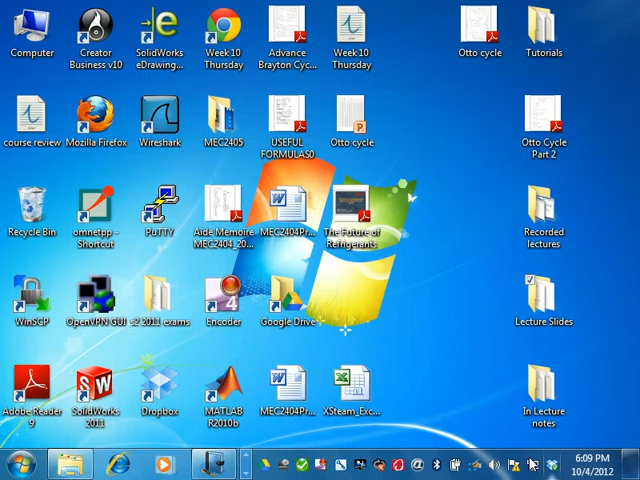 Computer
Creator
Business v10
SolidWorks
eDrawing...
Week 10
Thursday
Advance
Brayton Cyc...
Week 10
Thursday
Otto cycle
Tutorials
course review
Mozilla Firefox
Wireshark
MEC2405
USEFUL
FORMULAS0
Otto cycle
Otto Cycle
Part 2
Recycle Bin
omnetpp -
Shortcut
PuTTY
Aide Memoire
MEC2404_20...
MEC2404Pr...
The Future of
Refrigerants
Recorded
lectures
WinSCP
OpenVPN GUI
s2 2011 exams
Encoder
Google Drive
Lecture Slides
Adobe Reader
9
SolidWorks
2011
Dropbox
MATLAB
R2010b
MEC2404Pr...
XSteam_Exc...
In Lecture
notes
6:09 PM
10/4/2012